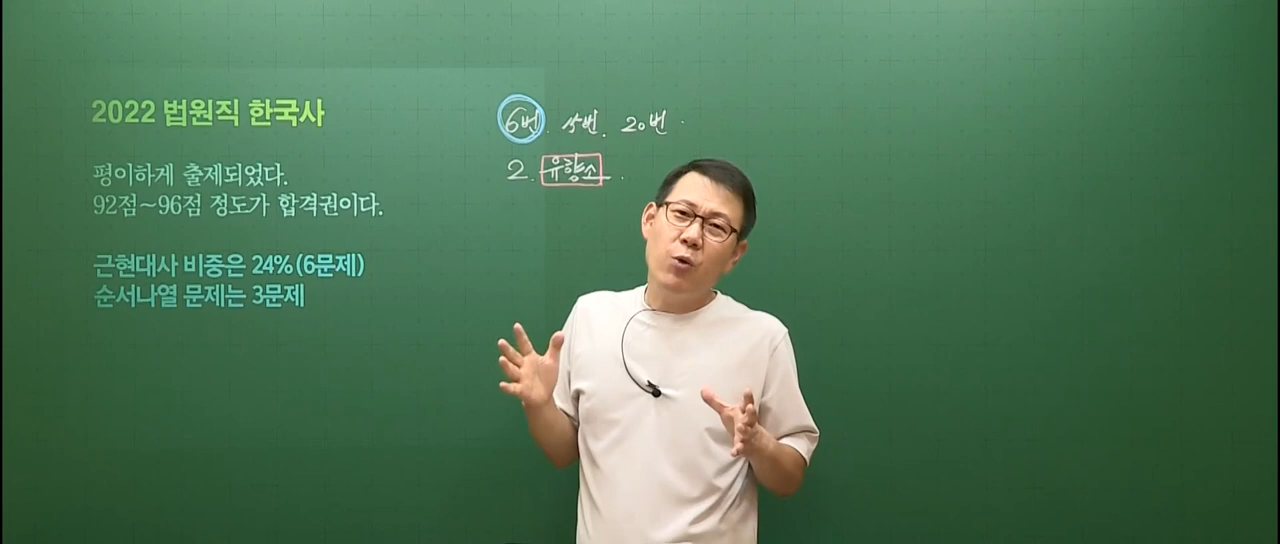 2022 법원직 한국사
평이하게 출제되었다.
92점~96점 정도가 합격권이다.
근현대사 비중은 24%(6문제)
순서나열 문제는 3문제
6번. 15번. 20번.
2. 유향소.